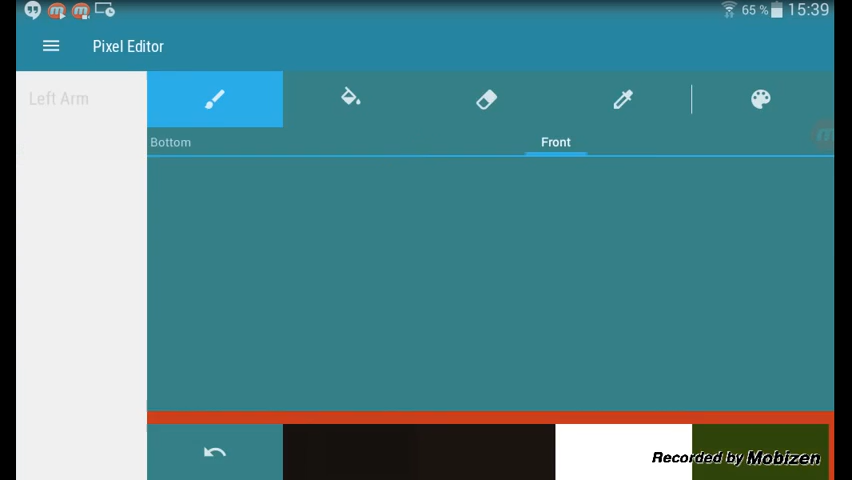 65 % 15:39
Pixel Editor
Left Arm
Bottom Front
Recorded by Mobizen